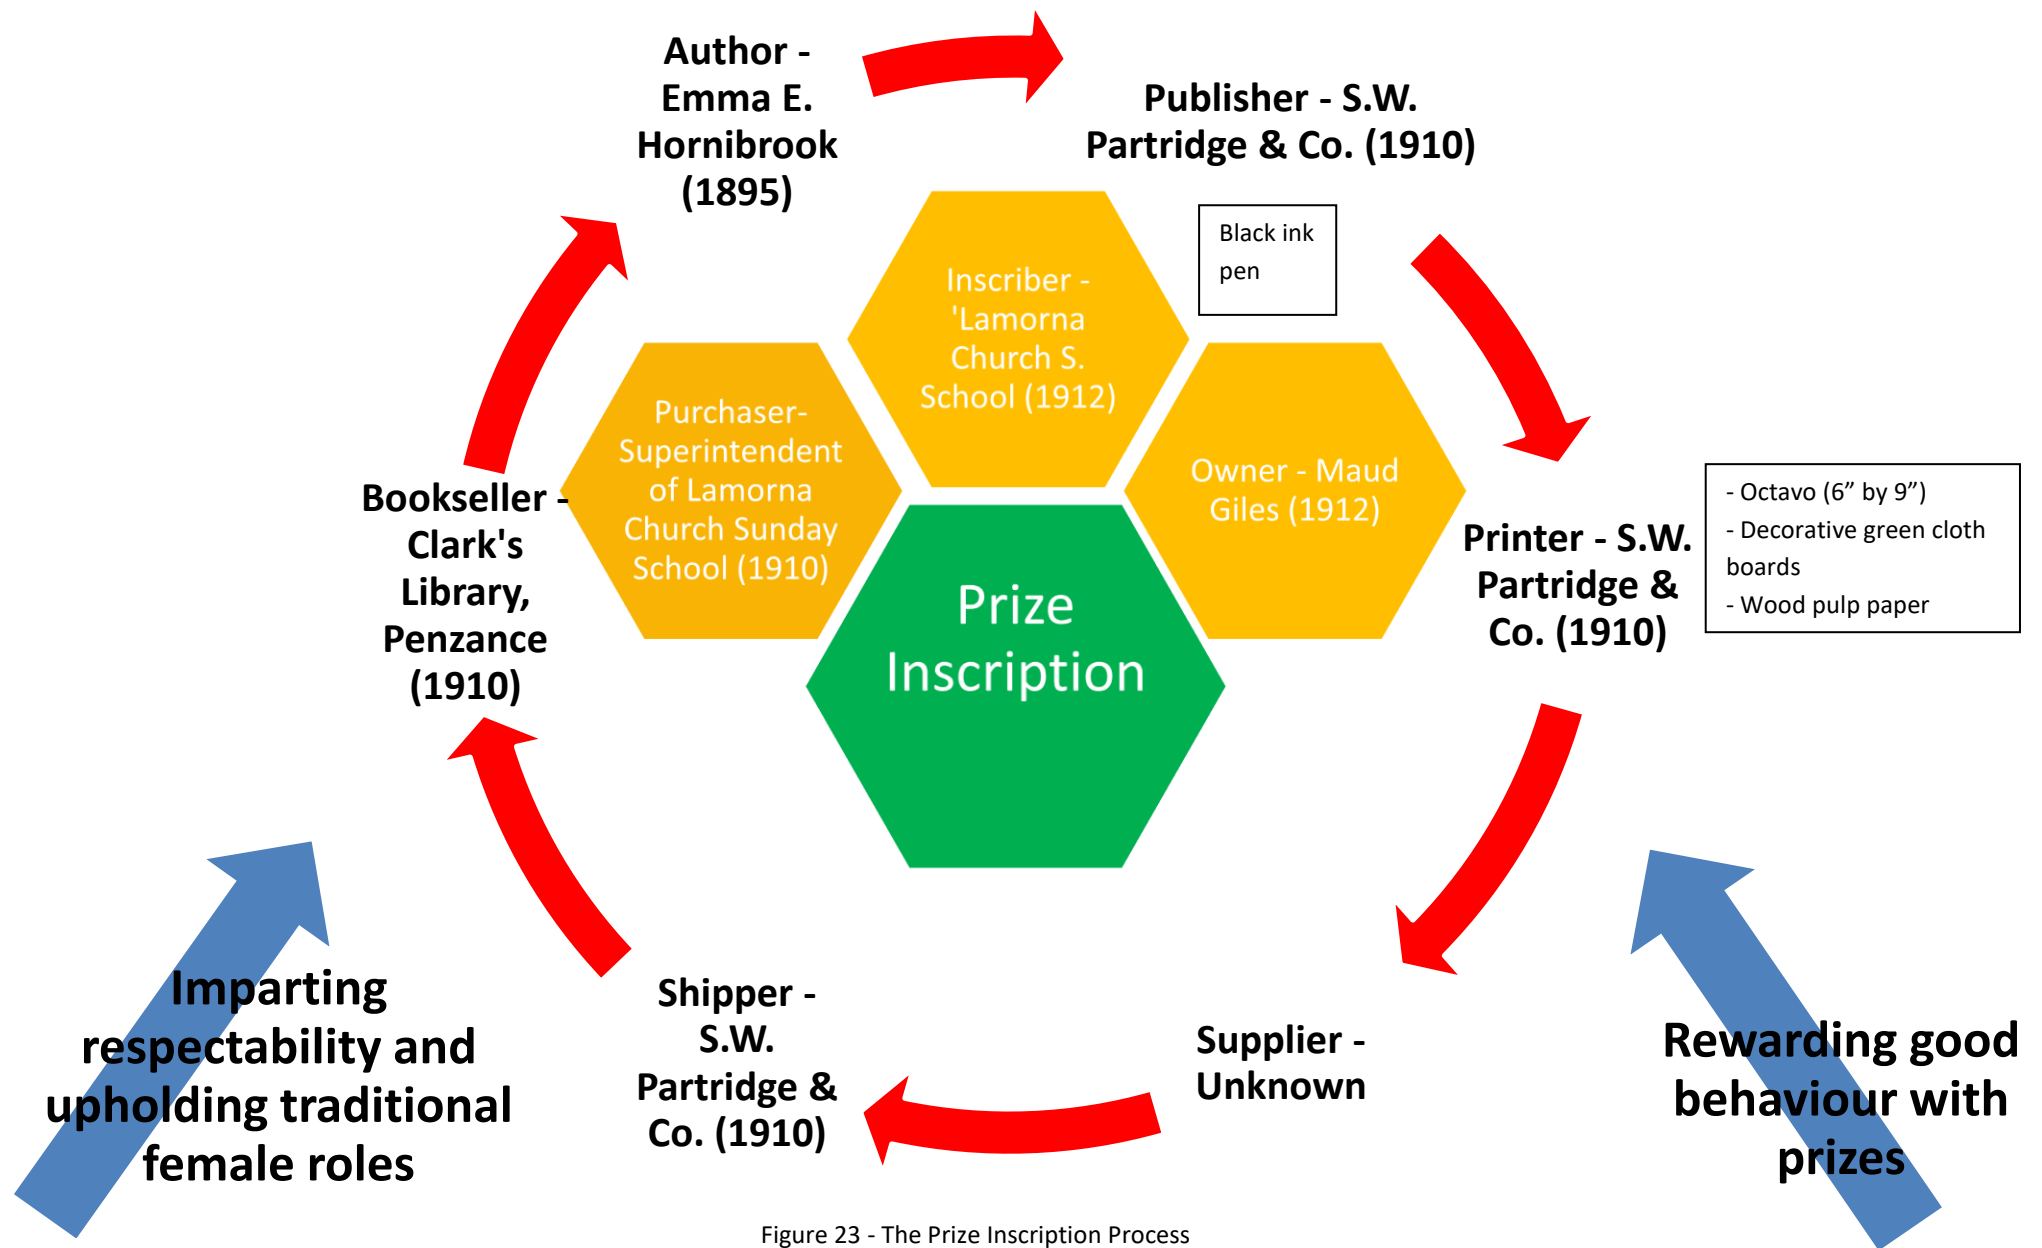 Author -
Emma E.
Hornibrook
(1895)
Publisher - S.W.
Partridge & Co. (1910)
Black ink
pen
Inscriber -
'Lamorna
Church S.
School (1912)
Purchaser-
Superintendent
of Lamorna
Church Sunday
School (1910)
Owner - Maud
Giles (1912)
Prize
Inscription
Printer - S.W.
Partridge &
Co. (1910)
- Octavo (6” by 9”)
- Decorative green cloth
boards
- Wood pulp paper
Supplier -
Unknown
Shipper -
S.W.
Partridge &
Co. (1910)
Bookseller -
Clark's
Library,
Penzance
(1910)
Imparting
respectability and
upholding traditional
female roles
Rewarding good
behaviour with
prizes
Figure 23 - The Prize Inscription Process